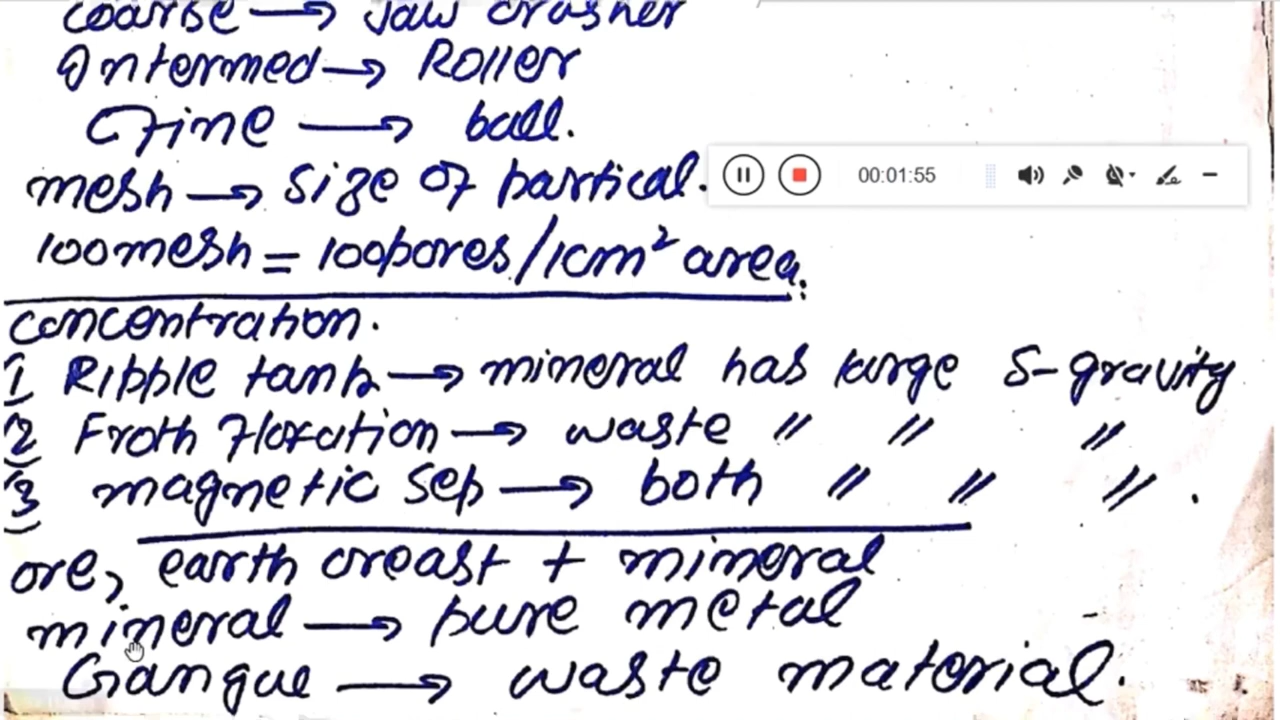 coarse → Jaw crusher
Intermed → Roller
Fine → ball.
mesh → size of partical.
00:01:55
100mesh = 100pores/1cm² area.
concentration.
1 Ripple tank → mineral has large S-gravity
2 Froth Flotation → waste " " "
3 magnetic sep → both " " " .
ore, earth creast + mineral
mineral → pure metal
Gangue → waste material.